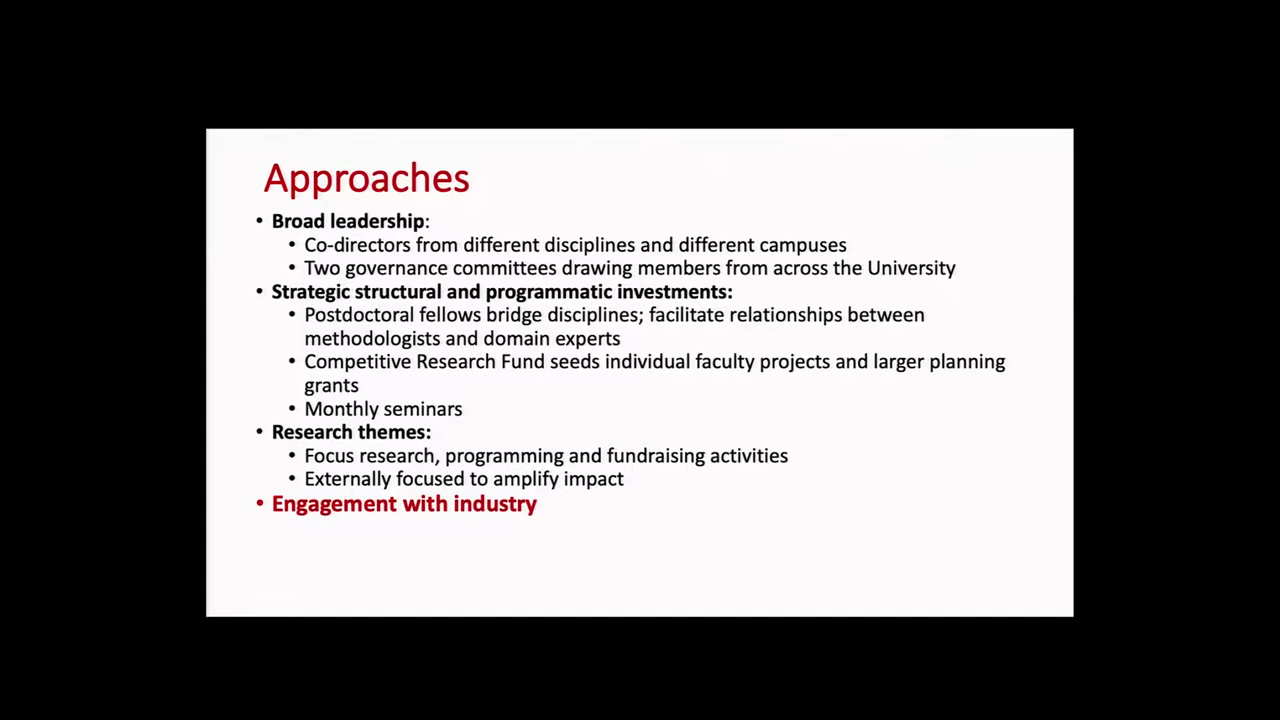 Approaches
• Broad leadership:
• Co-directors from different disciplines and different campuses
• Two governance committees drawing members from across the University
• Strategic structural and programmatic investments:
• Postdoctoral fellows bridge disciplines; facilitate relationships between
methodologists and domain experts
• Competitive Research Fund seeds individual faculty projects and larger planning
grants
• Monthly seminars
• Research themes:
• Focus research, programming and fundraising activities
• Externally focused to amplify impact
• Engagement with industry